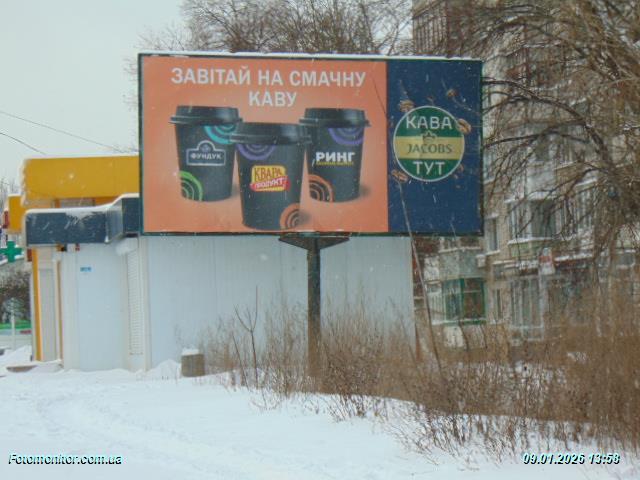 ЗАВІТАЙ НА СМАЧНУ
КАВУ
ФУНДУК
КВАРА
ПРОДУКТ
РИНГ
КАВА
JACOBS
ТУТ
Fotomonitor.com.ua
09.01.2026 13:58